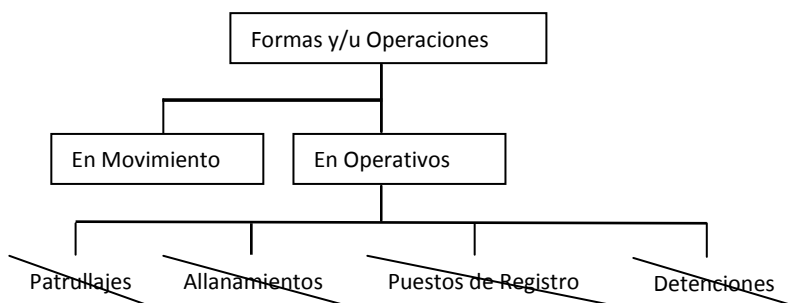 Formas y/u Operaciones
En Movimiento
En Operativos
Patrullajes
Allanamientos
Puestos de Registro
Detenciones